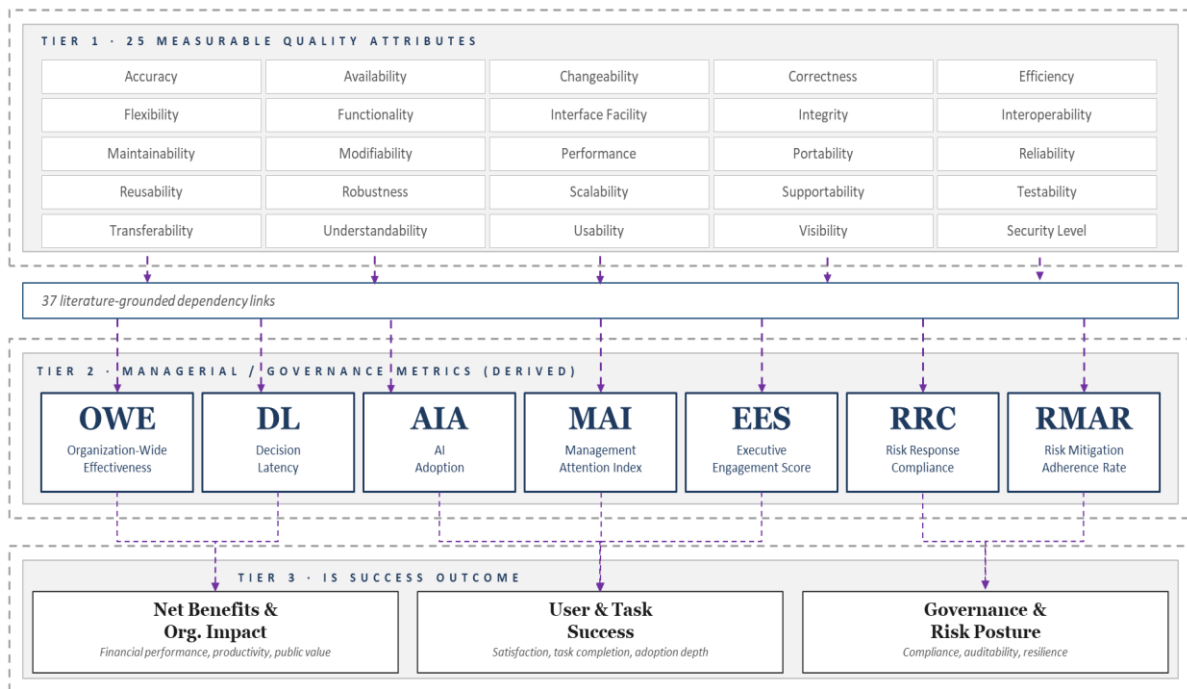 TIER 1 · 25 MEASURABLE QUALITY ATTRIBUTES
Accuracy Availability Changeability Correctness Efficiency
Flexibility Functionality Interface Facility Integrity Interoperability
Maintainability Modifiability Performance Portability Reliability
Reusability Robustness Scalability Supportability Testability
Transferability Understandability Usability Visibility Security Level
37 literature-grounded dependency links
TIER 2 · MANAGERIAL / GOVERNANCE METRICS (DERIVED)
OWE DL AIA MAI EES RRC RMAR
Organization-Wide Decision AI Management Executive Risk Response Risk Mitigation
Effectiveness Latency Adoption Attention Index Engagement Score Compliance Adherence Rate
TIER 3 · IS SUCCESS OUTCOME
Net Benefits & User & Task Governance &
Org. Impact Success Risk Posture
Financial performance, productivity, public value Satisfaction, task completion, adoption depth Compliance, auditability, resilience